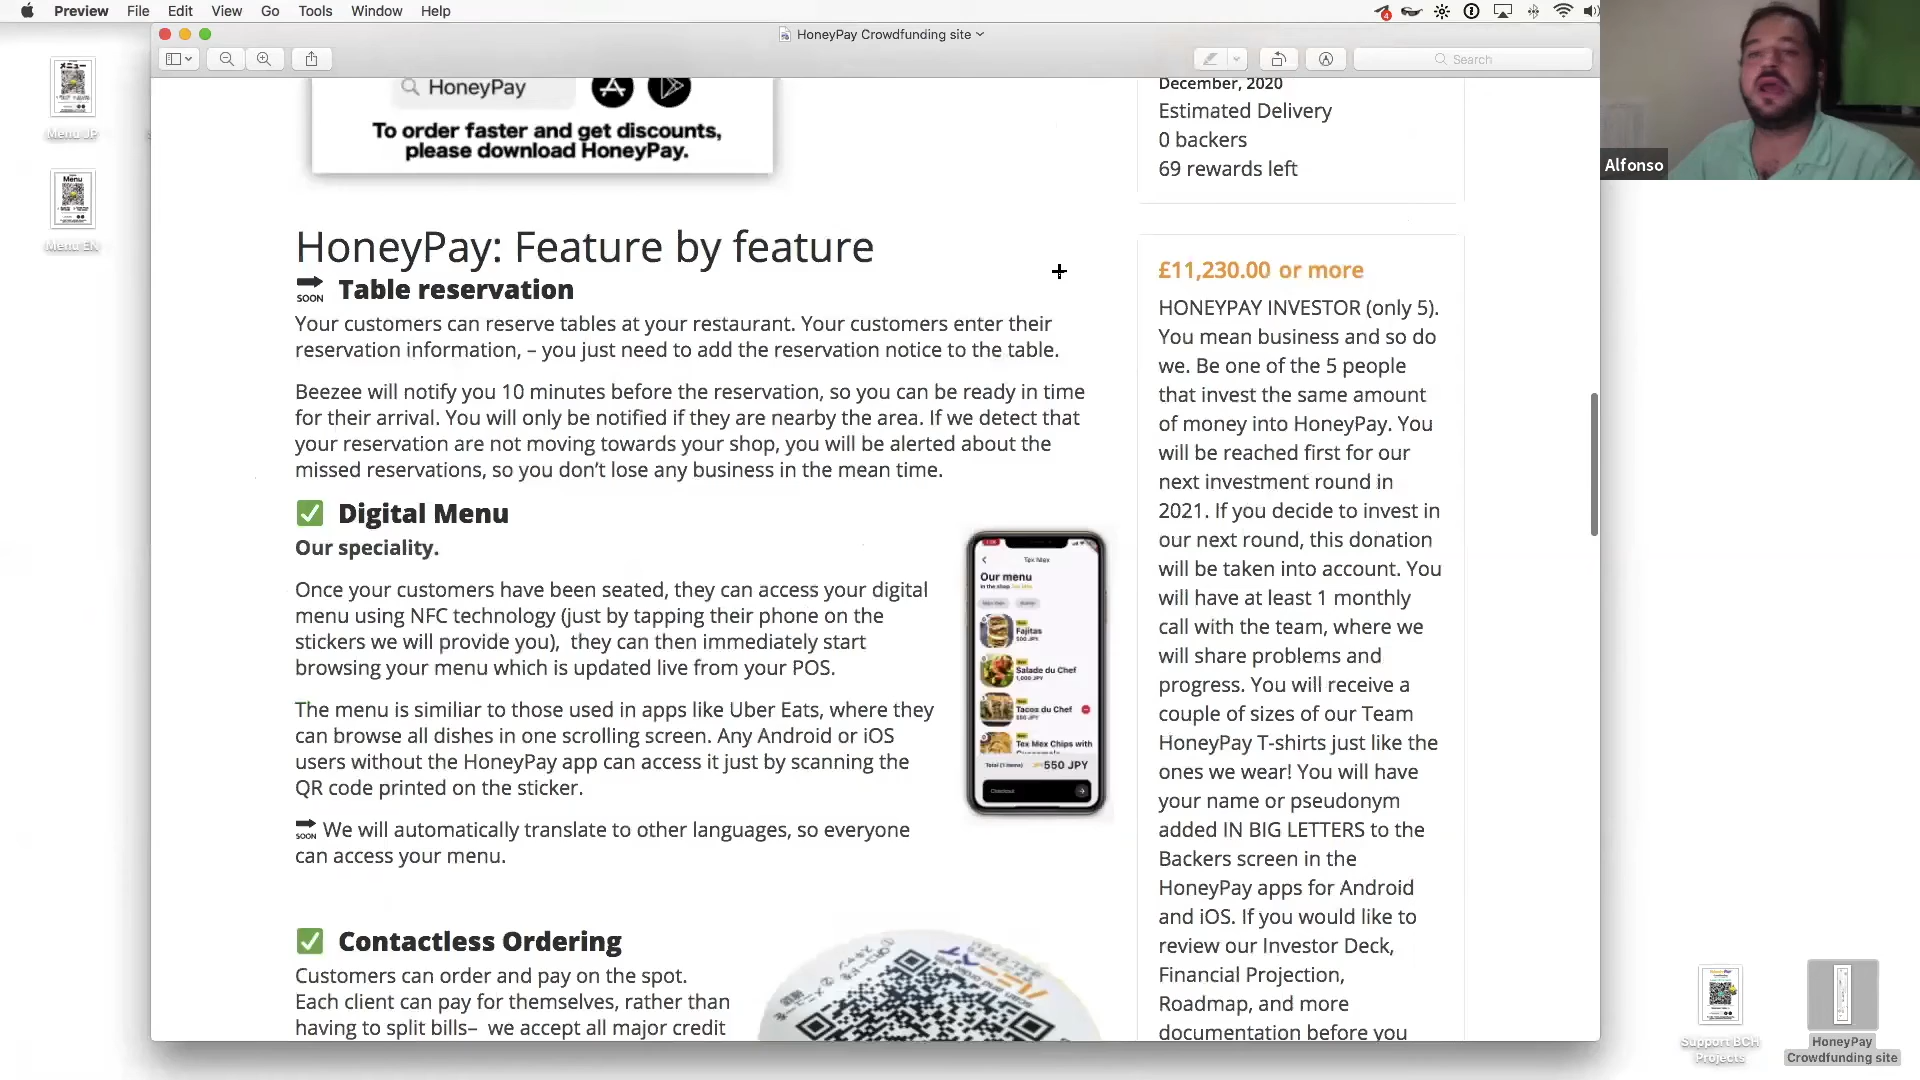 Preview File Edit View Go Tools Window Help
4
HoneyPay Crowdfunding site
Search
メニュー
Menu JP
Menu
Menu EN
HoneyPay
To order faster and get discounts,
please download HoneyPay.
HoneyPay: Feature by feature
SOON Table reservation
Your customers can reserve tables at your restaurant. Your customers enter their
reservation information, – you just need to add the reservation notice to the table.
Beezee will notify you 10 minutes before the reservation, so you can be ready in time
for their arrival. You will only be notified if they are nearby the area. If we detect that
your reservation are not moving towards your shop, you will be alerted about the
missed reservations, so you don't lose any business in the mean time.
Digital Menu
Our speciality.
Once your customers have been seated, they can access your digital
menu using NFC technology (just by tapping their phone on the
stickers we will provide you), they can then immediately start
browsing your menu which is updated live from your POS.
The menu is similiar to those used in apps like Uber Eats, where they
can browse all dishes in one scrolling screen. Any Android or iOS
users without the HoneyPay app can access it just by scanning the
QR code printed on the sticker.
SOON We will automatically translate to other languages, so everyone
can access your menu.
Tex Mex
Our menu
in the shop
Fajitas
Salade du Chef
1,000 JPY
Tacos du Chef
Tex Mex Chips with
Total (1 items) 550 JPY
Checkout
Contactless Ordering
Customers can order and pay on the spot.
Each client can pay for themselves, rather than
having to split bills– we accept all major credit
December, 2020
Estimated Delivery
0 backers
69 rewards left
£11,230.00 or more
HONEYPAY INVESTOR (only 5).
You mean business and so do
we. Be one of the 5 people
that invest the same amount
of money into HoneyPay. You
will be reached first for our
next investment round in
2021. If you decide to invest in
our next round, this donation
will be taken into account. You
will have at least 1 monthly
call with the team, where we
will share problems and
progress. You will receive a
couple of sizes of our Team
HoneyPay T-shirts just like the
ones we wear! You will have
your name or pseudonym
added IN BIG LETTERS to the
Backers screen in the
HoneyPay apps for Android
and iOS. If you would like to
review our Investor Deck,
Financial Projection,
Roadmap, and more
documentation before you
Alfonso
Support BCH
Projects
HoneyPay
Crowdfunding site